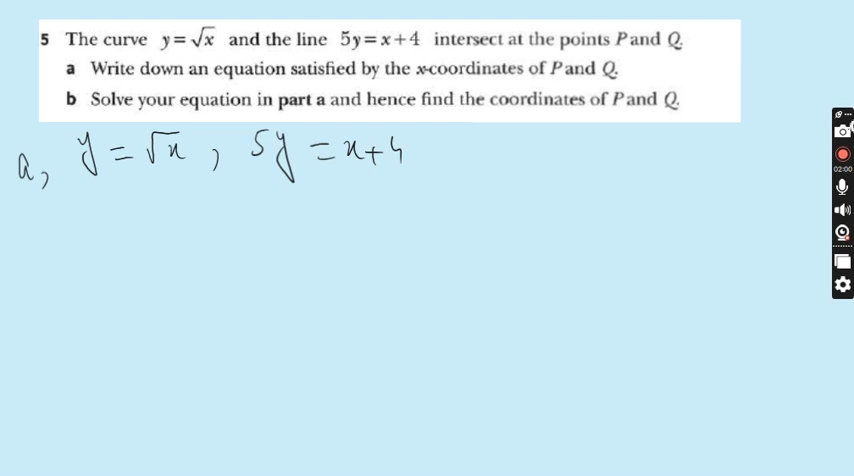 5 The curve y = √x and the line 5y = x + 4 intersect at the points P and Q.
a Write down an equation satisfied by the x-coordinates of P and Q.
b Solve your equation in part a and hence find the coordinates of P and Q.
a, y = √x , 5y = x + 4
02:00